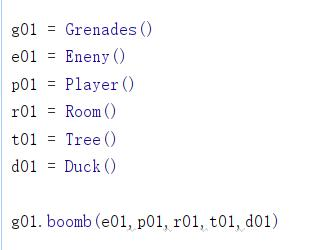 g01 = Grenades()
e01 = Eneny()
p01 = Player()
r01 = Room()
t01 = Tree()
d01 = Duck()
g01.boomb(e01,p01,r01,t01,d01)